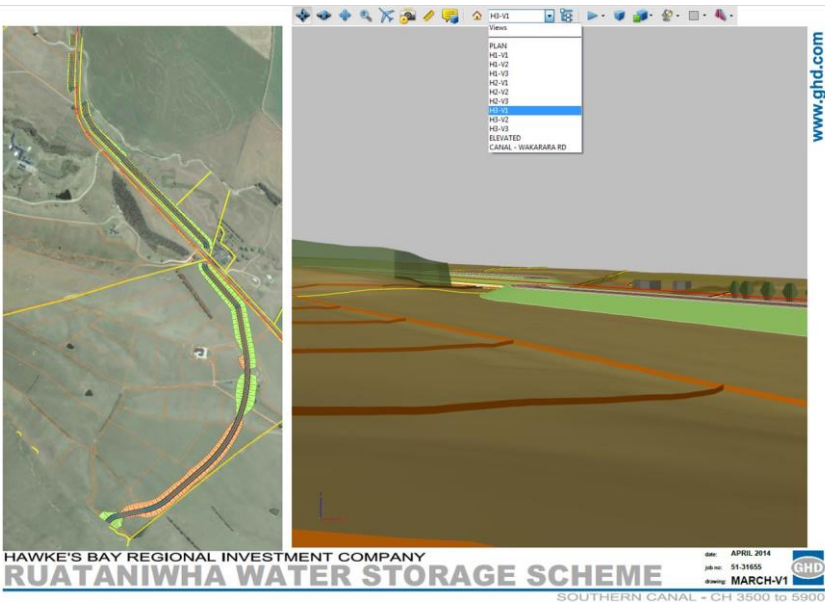 H3-V1
Views
PLAN
H1-V1
H1-V2
H1-V3
H2-V1
H2-V2
H2-V3
H3-V1
H3-V2
H3-V3
ELEVATED
CANAL - WAKARARA RD
www.ghd.com
HAWKE'S BAY REGIONAL INVESTMENT COMPANY
RUATANIWHA WATER STORAGE SCHEME
date: APRIL 2014
job no: 51-31655
drawing: MARCH-V1
GHD
SOUTHERN CANAL - CH 3500 to 5900